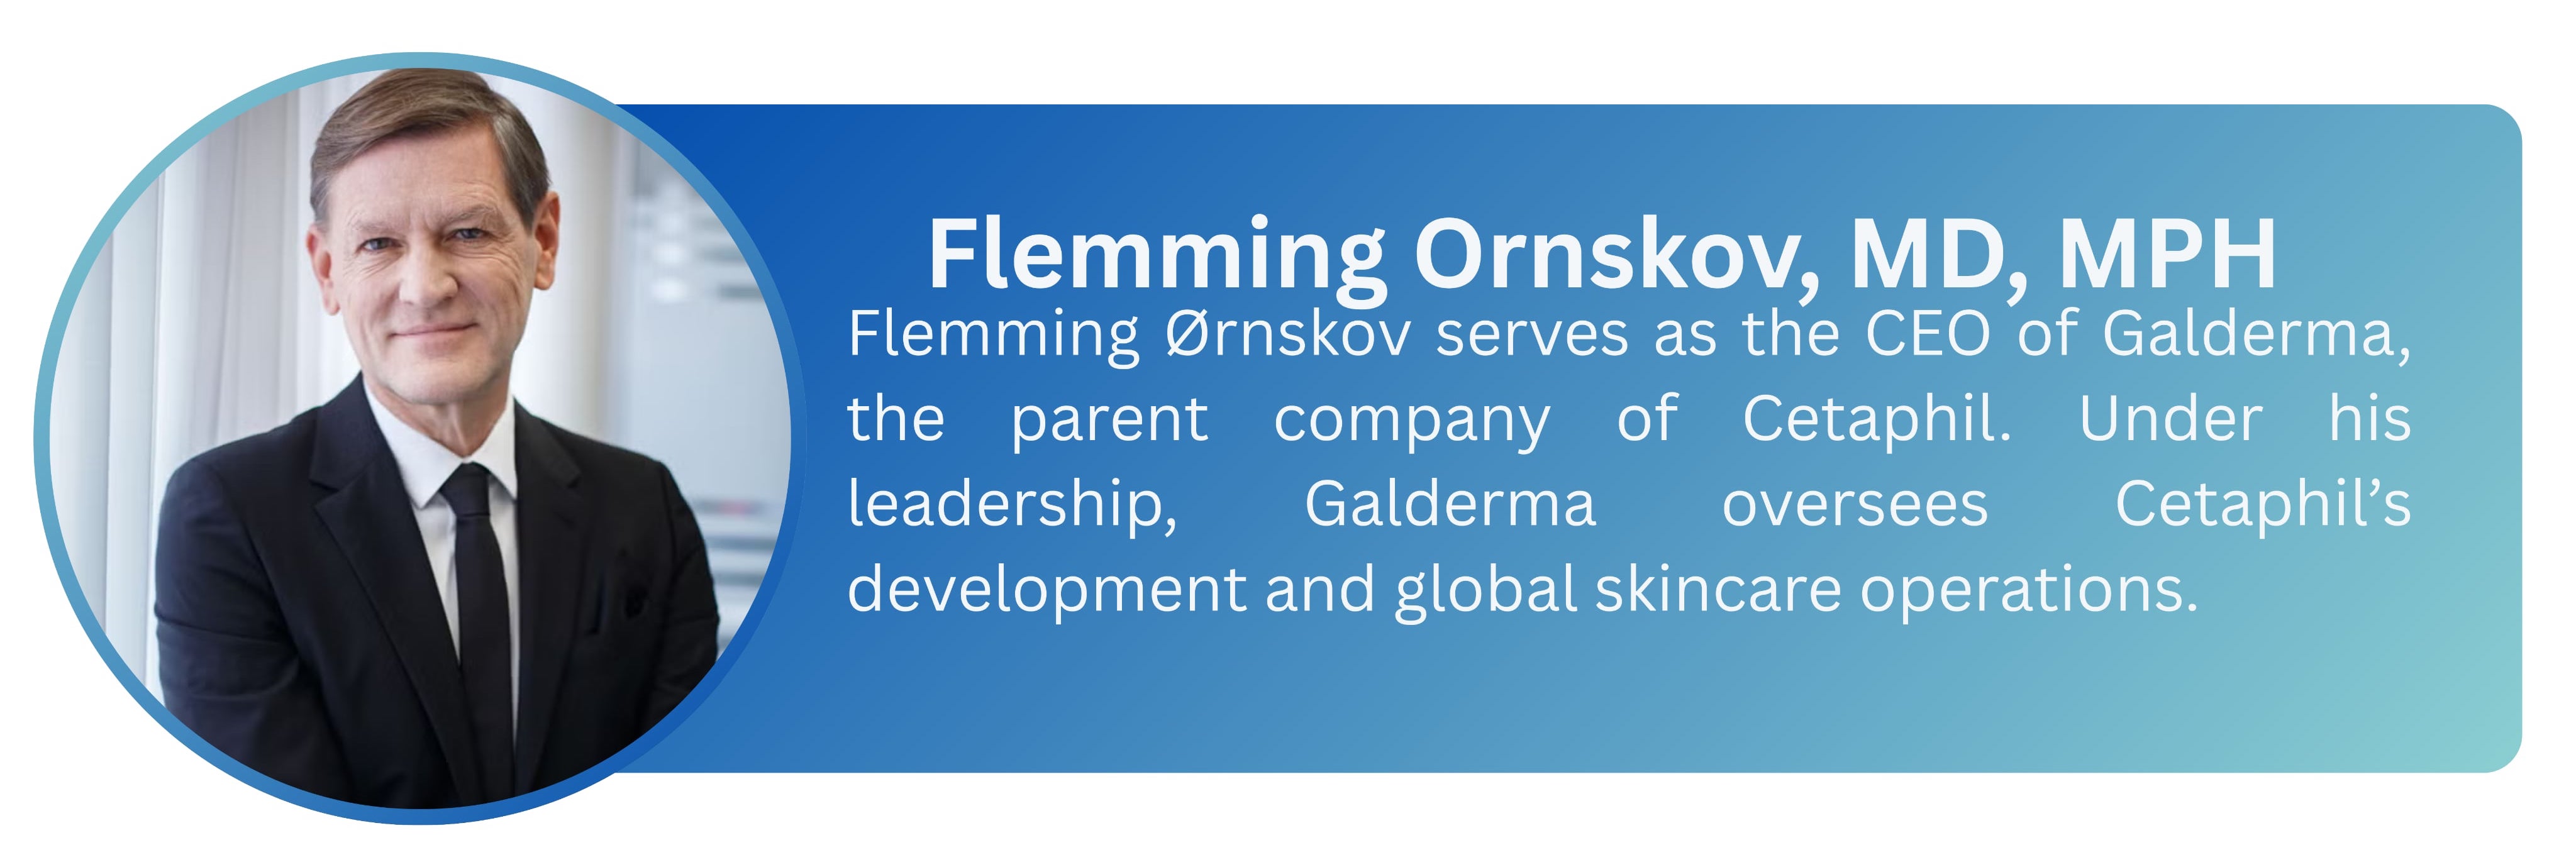 Flemming Ornskov, MD, MPH
Flemming Ørnskov serves as the CEO of Galderma,
the parent company of Cetaphil. Under his
leadership, Galderma oversees Cetaphil’s
development and global skincare operations.